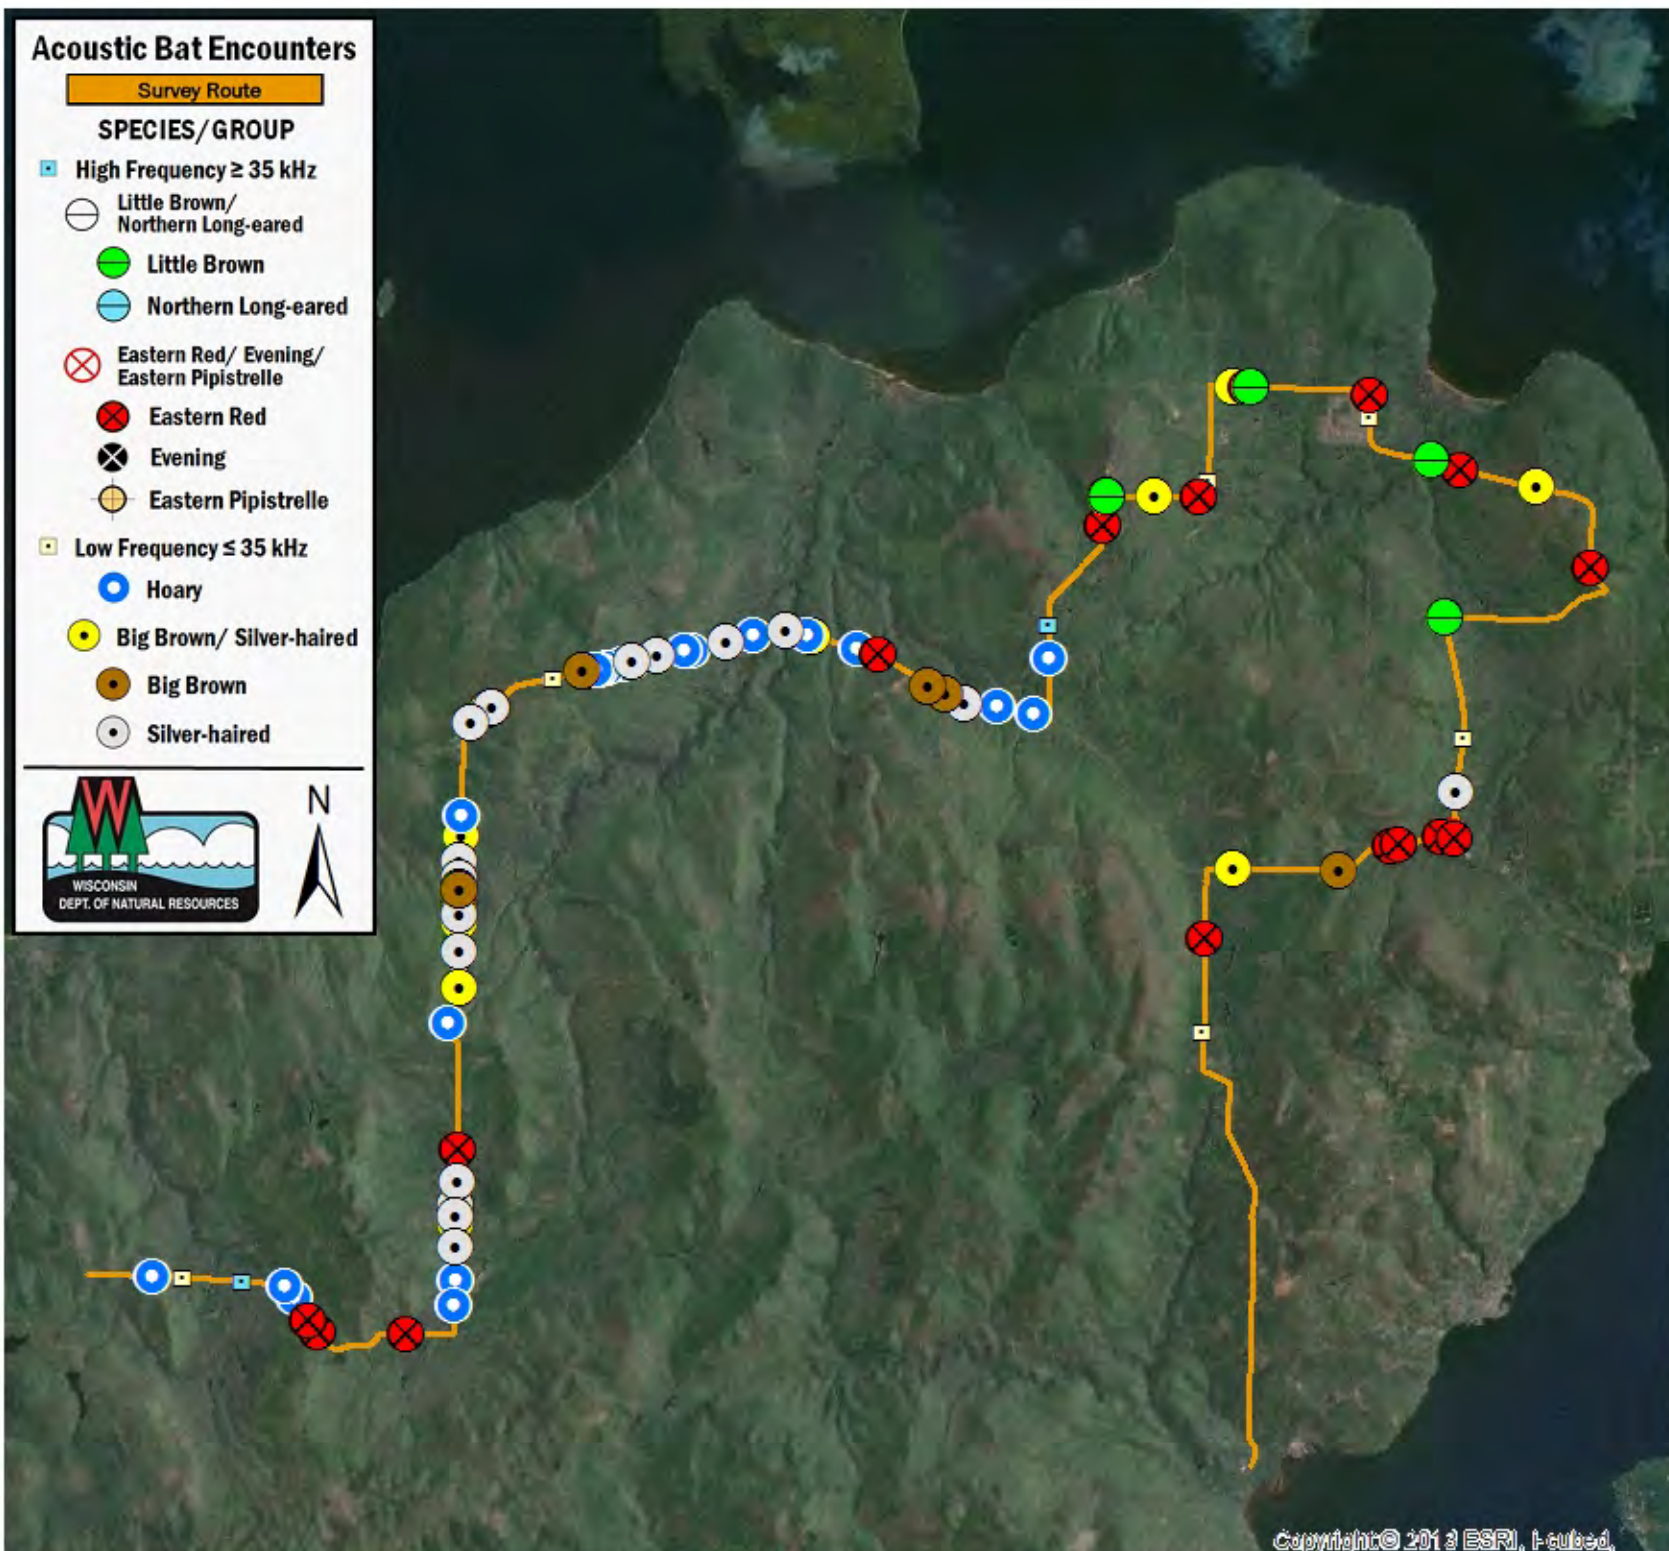 Acoustic Bat Encounters
Survey Route
SPECIES/GROUP
High Frequency ≥ 35 kHz
Little Brown/
Northern Long-eared
Little Brown
Northern Long-eared
Eastern Red/ Evening/
Eastern Pipistrelle
Eastern Red
Evening
Eastern Pipistrelle
Low Frequency ≤ 35 kHz
Hoary
Big Brown/ Silver-haired
Big Brown
Silver-haired
W
WISCONSIN
DEPT. OF NATURAL RESOURCES
N
Copyright:© 2013 ESRI, i-cubed,